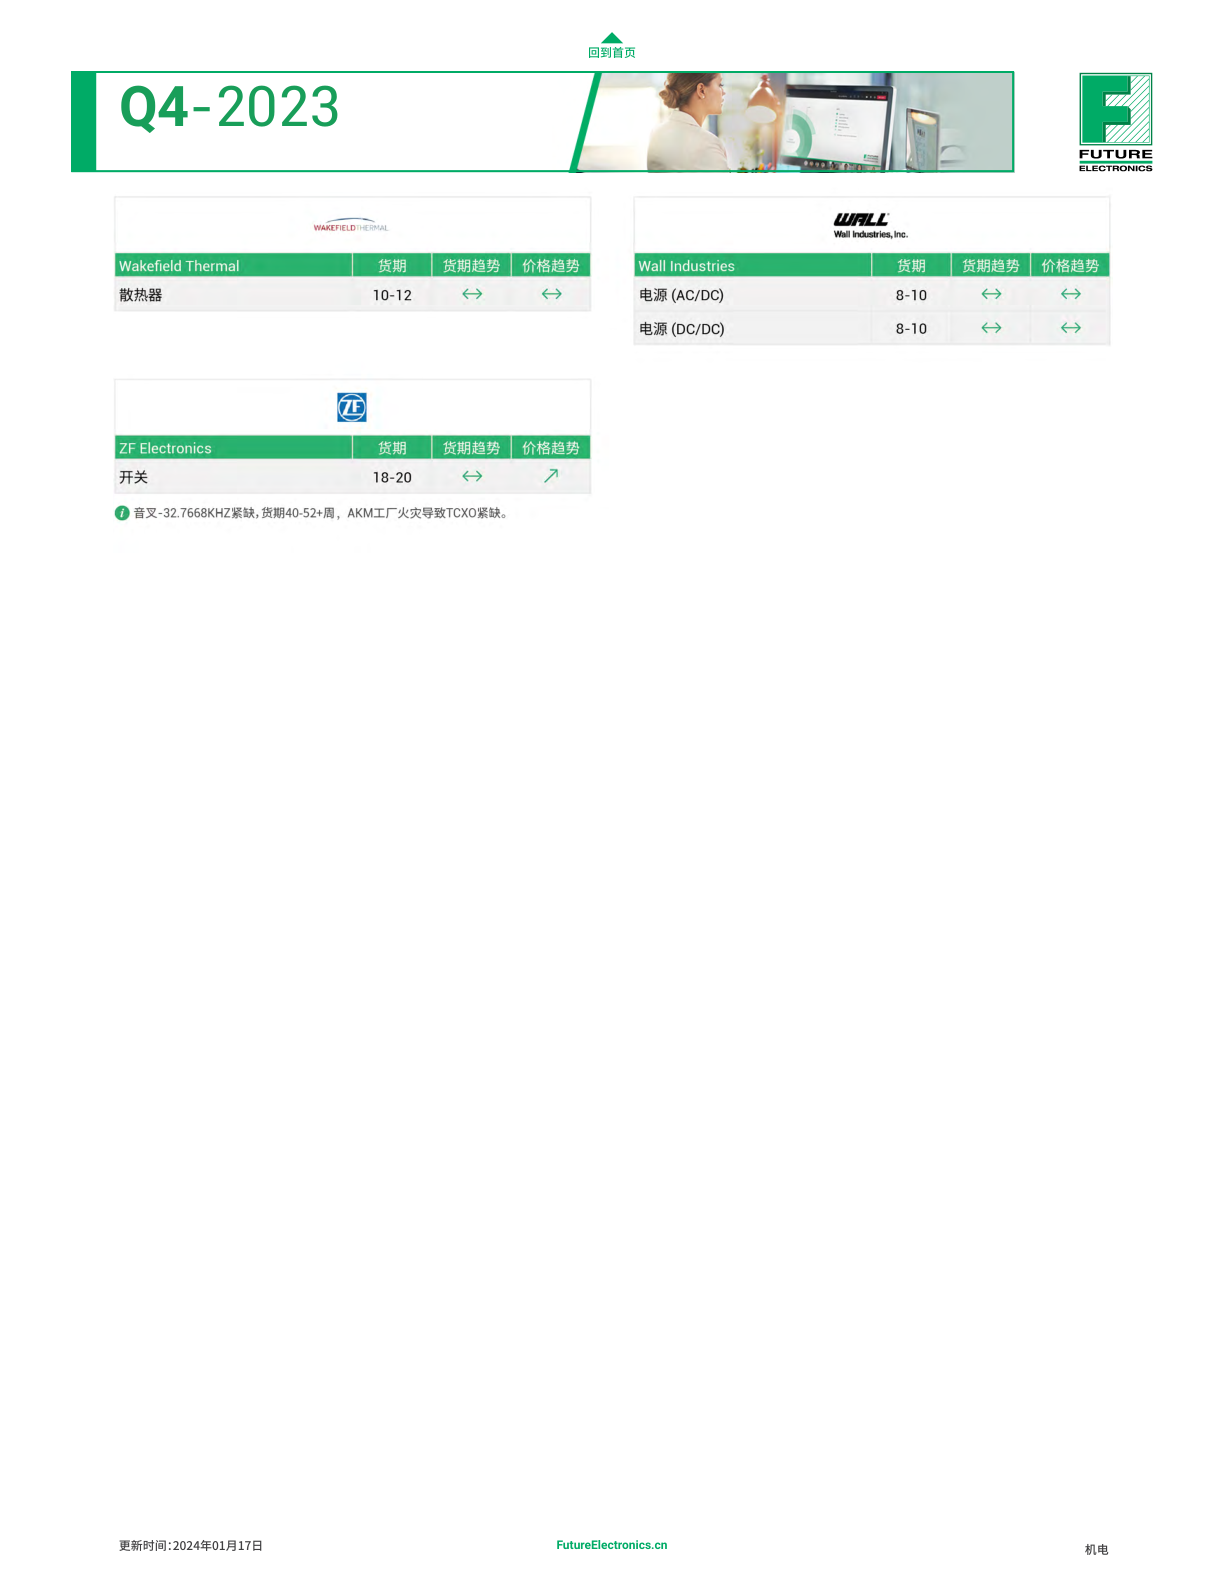 回到首页
Q4-2023
FUTURE
ELECTRONICS
WAKEFIELDTHERMAL
Wakefield Thermal 货期 货期趋势 价格趋势
散热器 10-12 ↔ ↔
WALL
Wall Industries, Inc.
Wall Industries 货期 货期趋势 价格趋势
电源 (AC/DC) 8-10 ↔ ↔
电源 (DC/DC) 8-10 ↔ ↔
ZF
ZF Electronics 货期 货期趋势 价格趋势
开关 18-20 ↔ ↗
i 音叉-32.7668KHZ紧缺，货期40-52+周，AKM工厂火灾导致TCXO紧缺。
更新时间：2024年01月17日
FutureElectronics.cn
机电